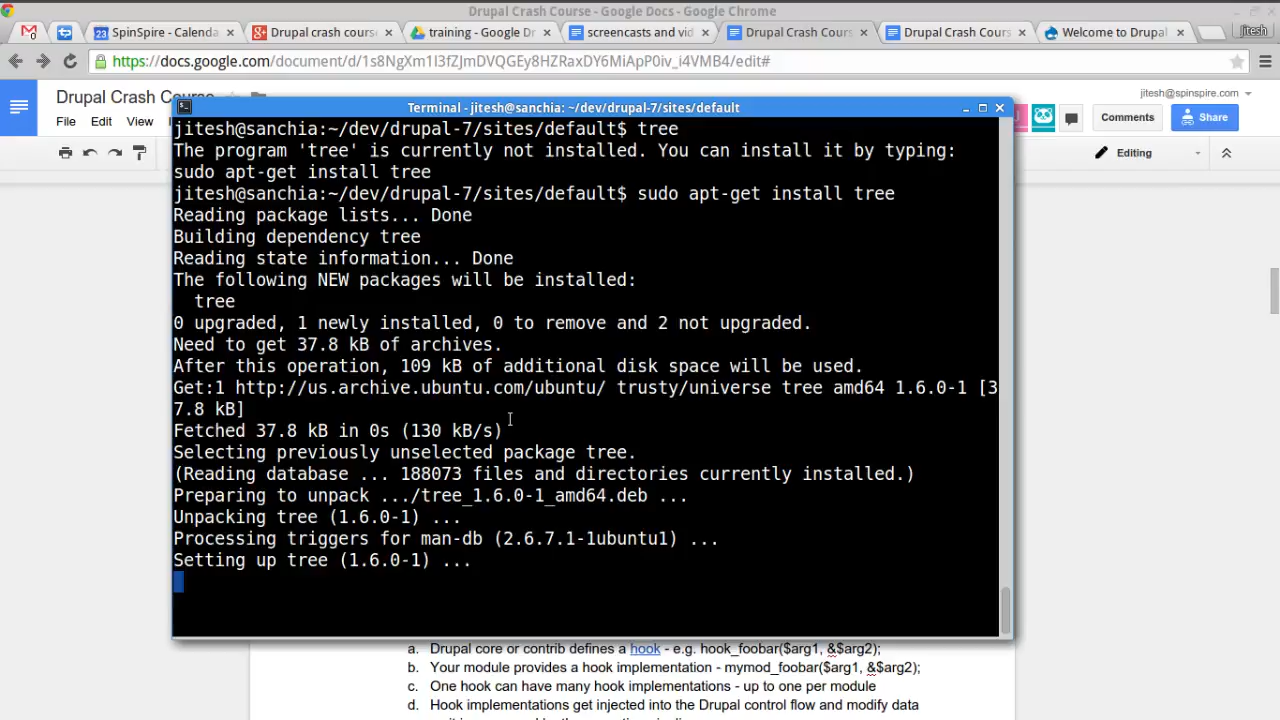 Drupal Crash Course - Google Docs - Google Chrome
SpinSpire - Calenda
Drupal crash course
training - Google Dr
screencasts and vid
Drupal Crash Cours
Drupal Crash Cours
Welcome to Drupal
jitesh
https://docs.google.com/document/d/1s8NgXm1I3fZJmDVQGEy8HZRaxDY6MiApP0iv_i4VMB4/edit#
Drupal Crash Course
jitesh@spinspire.com
File Edit View
Comments
Share
Editing
Terminal - jitesh@sanchia: ~/dev/drupal-7/sites/default
jitesh@sanchia:~/dev/drupal-7/sites/default$ tree
The program 'tree' is currently not installed. You can install it by typing:
sudo apt-get install tree
jitesh@sanchia:~/dev/drupal-7/sites/default$ sudo apt-get install tree
Reading package lists... Done
Building dependency tree
Reading state information... Done
The following NEW packages will be installed:
tree
0 upgraded, 1 newly installed, 0 to remove and 2 not upgraded.
Need to get 37.8 kB of archives.
After this operation, 109 kB of additional disk space will be used.
Get:1 http://us.archive.ubuntu.com/ubuntu/ trusty/universe tree amd64 1.6.0-1 [3
7.8 kB]
Fetched 37.8 kB in 0s (130 kB/s)
Selecting previously unselected package tree.
(Reading database ... 188073 files and directories currently installed.)
Preparing to unpack .../tree_1.6.0-1_amd64.deb ...
Unpacking tree (1.6.0-1) ...
Processing triggers for man-db (2.6.7.1-1ubuntu1) ...
Setting up tree (1.6.0-1) ...
a. Drupal core or contrib defines a hook - e.g. hook_foobar($arg1, &$arg2);
b. Your module provides a hook implementation - mymod_foobar($arg1, &$arg2);
c. One hook can have many hook implementations - up to one per module
d. Hook implementations get injected into the Drupal control flow and modify data